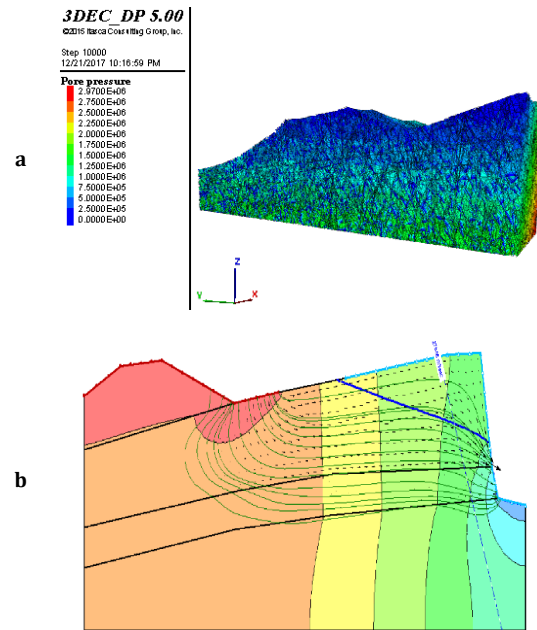 3DEC_DP 5.00
©2015 Itasca Consulting Group, Inc.
Step 10000
12/21/2017 10:16:59 PM
Pore pressure
2.9700E+06
2.7500E+06
2.5000E+06
2.2500E+06
2.0000E+06
1.7500E+06
1.5000E+06
1.2500E+06
1.0000E+06
7.5000E+05
5.0000E+05
2.5000E+05
0.0000E+00
a
Z
Y
X
b